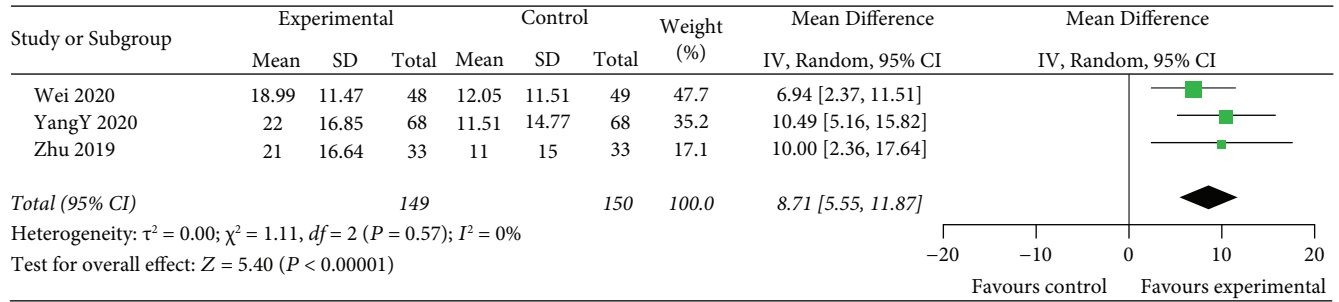 Study or Subgroup Experimental Control Weight (%) Mean Difference Mean Difference
Mean SD Total Mean SD Total IV, Random, 95% CI IV, Random, 95% CI
Wei 2020 18.99 11.47 48 12.05 11.51 49 47.7 6.94 [2.37, 11.51]
YangY 2020 22 16.85 68 11.51 14.77 68 35.2 10.49 [5.16, 15.82]
Zhu 2019 21 16.64 33 11 15 33 17.1 10.00 [2.36, 17.64]
Total (95% CI) 149 150 100.0 8.71 [5.55, 11.87]
Heterogeneity: τ² = 0.00; χ² = 1.11, df = 2 (P = 0.57); I² = 0%
Test for overall effect: Z = 5.40 (P < 0.00001)
−20 −10 0 10 20
Favours control Favours experimental